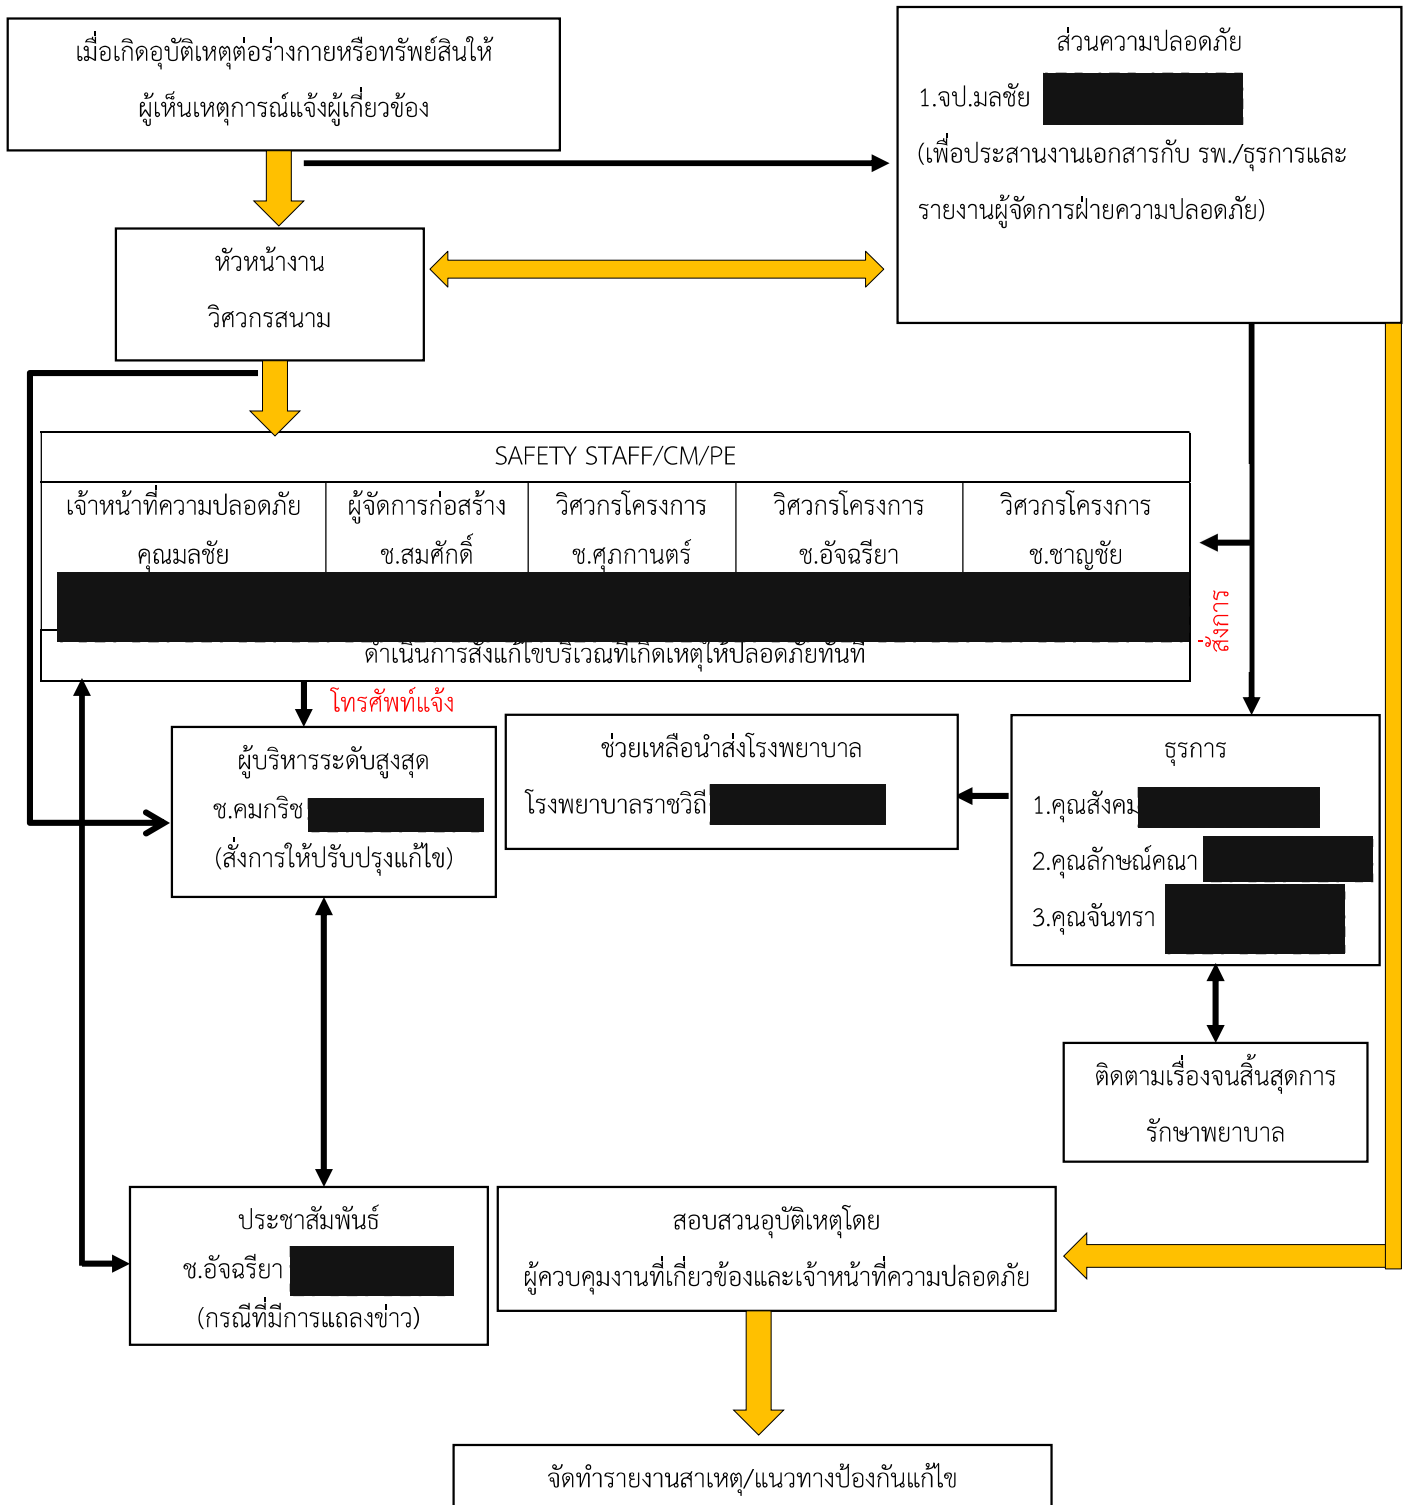 เมื่อเกิดอุบัติเหตุต่อร่างกายหรือทรัพย์สินให้
ผู้เห็นเหตุการณ์แจ้งผู้เกี่ยวข้อง
ส่วนความปลอดภัย
1.จป.มลชัย
(เพื่อประสานงานเอกสารกับ รพ./ธุรการและ
รายงานผู้จัดการฝ่ายความปลอดภัย)
หัวหน้างาน
วิศวกรสนาม
SAFETY STAFF/CM/PE
เจ้าหน้าที่ความปลอดภัย
คุณมลชัย
ผู้จัดการก่อสร้าง
ช.สมศักดิ์
วิศวกรโครงการ
ช.ศุภกานตร์
วิศวกรโครงการ
ช.อัจฉรียา
วิศวกรโครงการ
ช.ชาญชัย
ดำเนินการสั่งแก้ไขบริเวณที่เกิดเหตุให้ปลอดภัยทันที
สั่งการ
โทรศัพท์แจ้ง
ผู้บริหารระดับสูงสุด
ช.คมกริช
(สั่งการให้ปรับปรุงแก้ไข)
ช่วยเหลือนำส่งโรงพยาบาล
โรงพยาบาลราชวิถี
ธุรการ
1.คุณสังคม
2.คุณลักษณ์คณา
3.คุณจันทรา
ติดตามเรื่องจนสิ้นสุดการ
รักษาพยาบาล
ประชาสัมพันธ์
ช.อัจฉรียา
(กรณีที่มีการแถลงข่าว)
สอบสวนอุบัติเหตุโดย
ผู้ควบคุมงานที่เกี่ยวข้องและเจ้าหน้าที่ความปลอดภัย
จัดทำรายงานสาเหตุ/แนวทางป้องกันแก้ไข